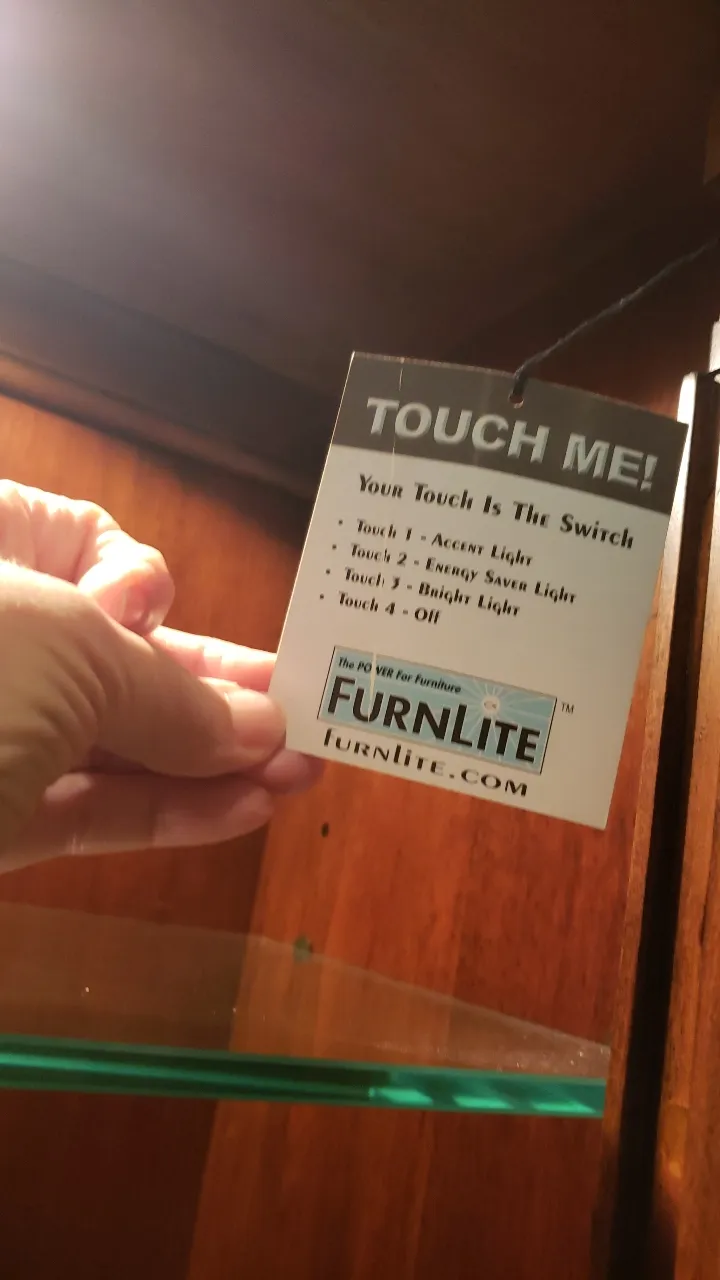 TOUCH ME!
Your Touch Is The Switch
• Touch 1 - Accent Light
• Touch 2 - Energy Saver Light
• Touch 3 - Bright Light
• Touch 4 - Off
The POWER For Furniture
FURNLITE TM
FURNLITE.COM